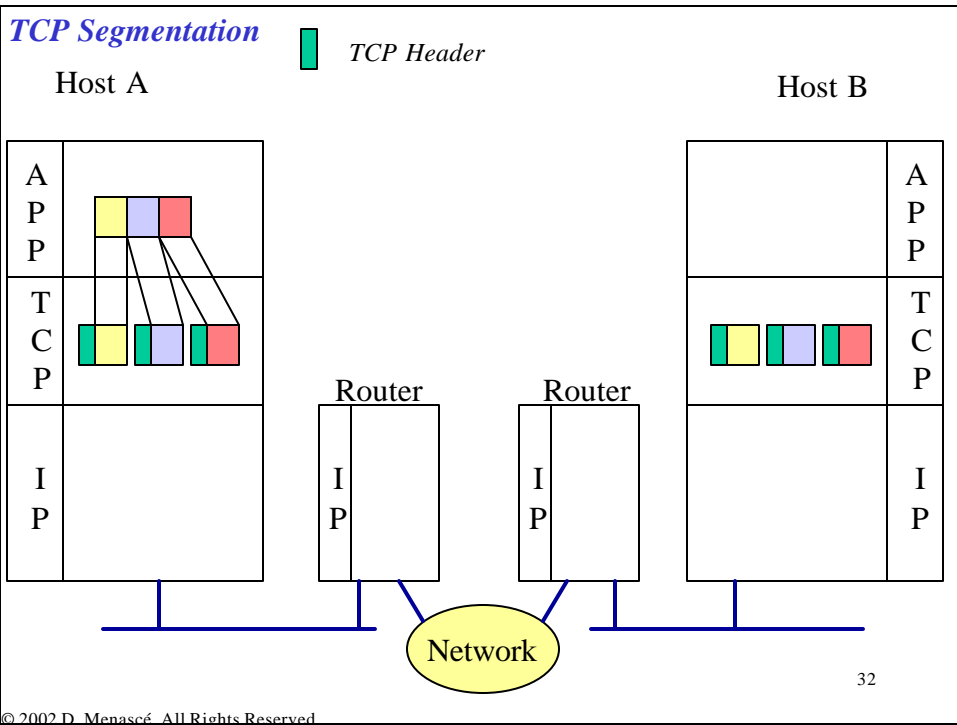 TCP Segmentation
TCP Header
Host A
Host B
A
P
P
T
C
P
I
P
Router
I
P
Router
I
P
A
P
P
T
C
P
I
P
Network
32
© 2002 D. Menascé. All Rights Reserved